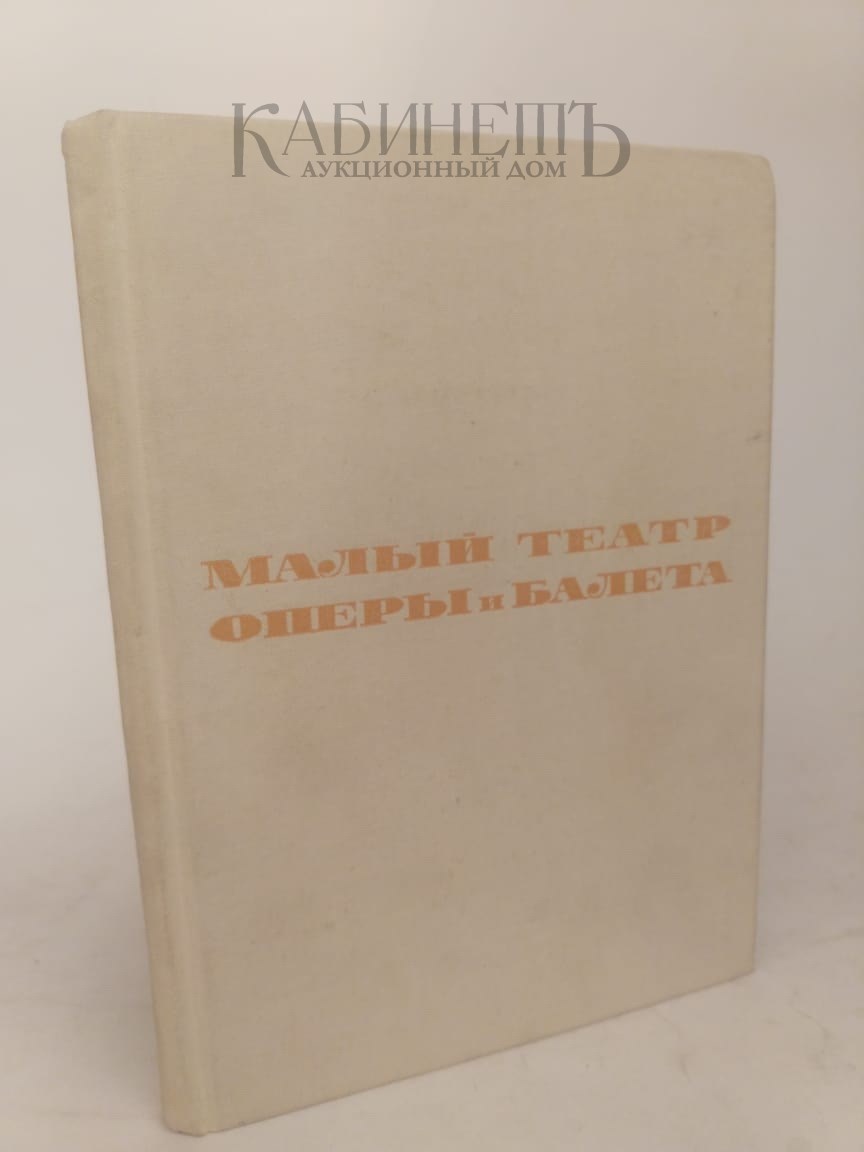 КАБИНЕТЪ
АУКЦИОННЫЙ ДОМ
МАЛЫЙ ТЕАТР
ОПЕРЫ и БАЛЕТА